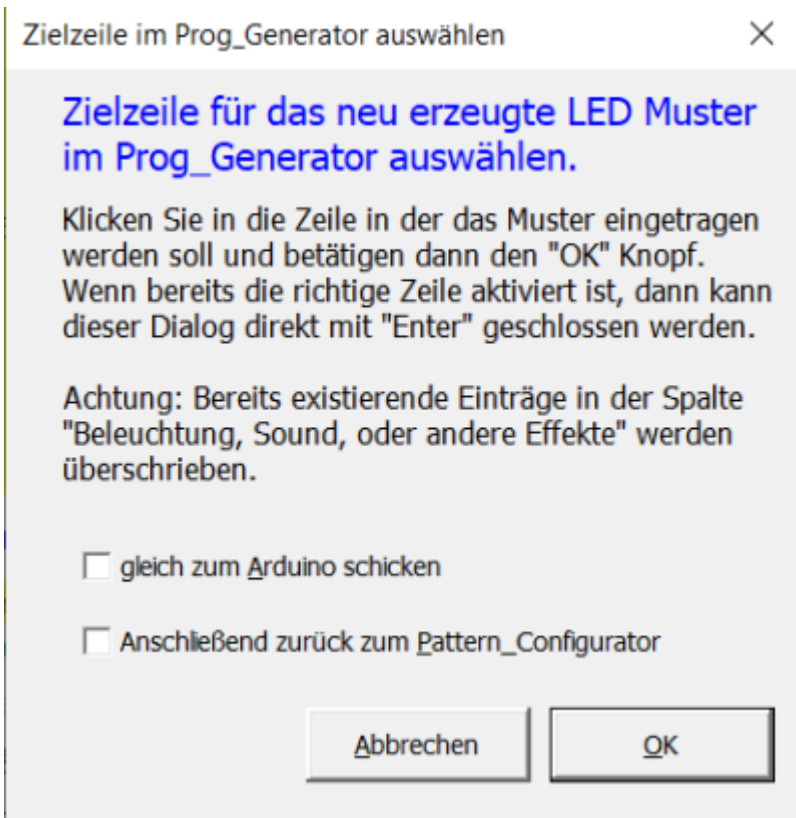 Zielzeile im Prog_Generator auswählen
Zielzeile für das neu erzeugte LED Muster
im Prog_Generator auswählen.
Klicken Sie in die Zeile in der das Muster eingetragen
werden soll und betätigen dann den "OK" Knopf.
Wenn bereits die richtige Zeile aktiviert ist, dann kann
dieser Dialog direkt mit "Enter" geschlossen werden.
Achtung: Bereits existierende Einträge in der Spalte
"Beleuchtung, Sound, oder andere Effekte" werden
überschrieben.
gleich zum Arduino schicken
Anschließend zurück zum Pattern_Configurator
Abbrechen
OK